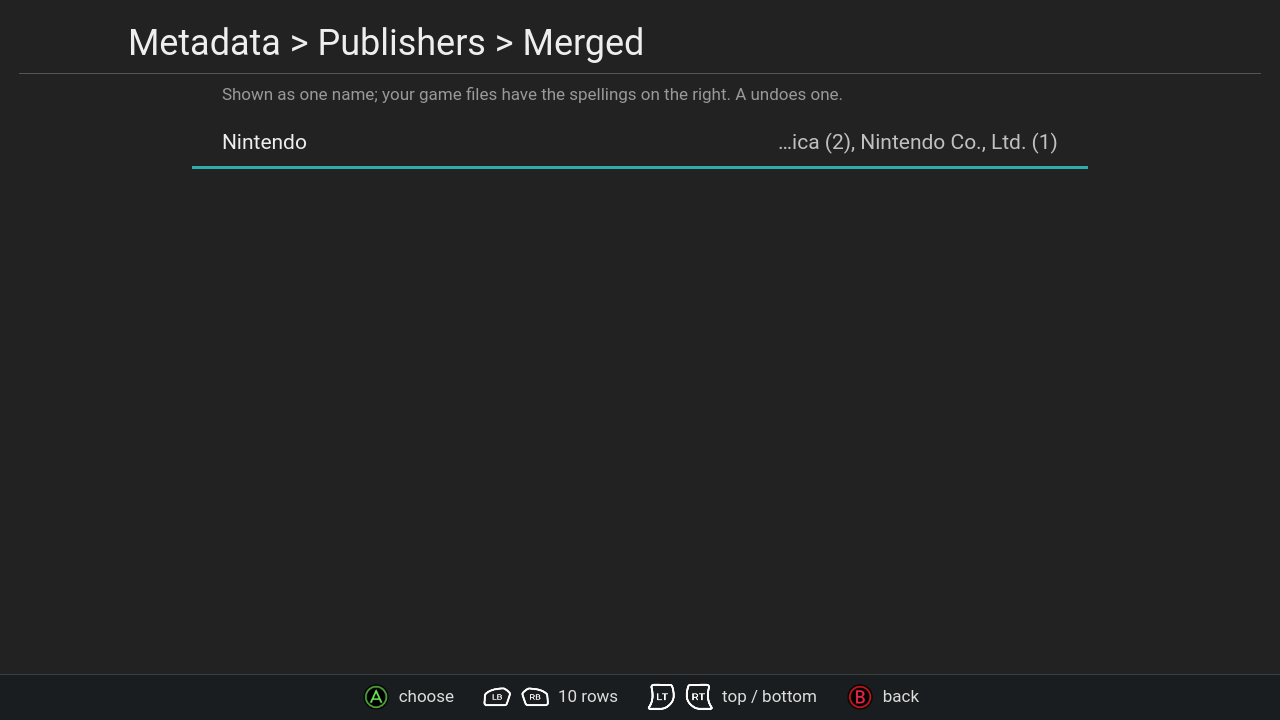 Metadata > Publishers > Merged
Shown as one name; your game files have the spellings on the right. A undoes one.
Nintendo …ica (2), Nintendo Co., Ltd. (1)
A choose LB RB 10 rows LT RT top / bottom B back